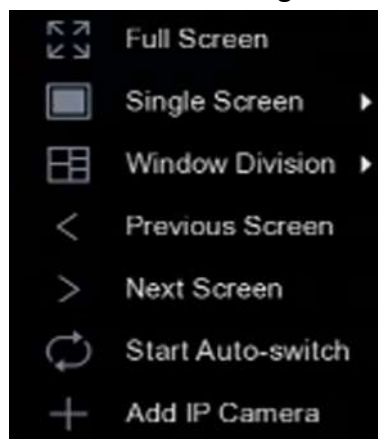 Full Screen
Single Screen
Window Division
Previous Screen
Next Screen
Start Auto-switch
Add IP Camera